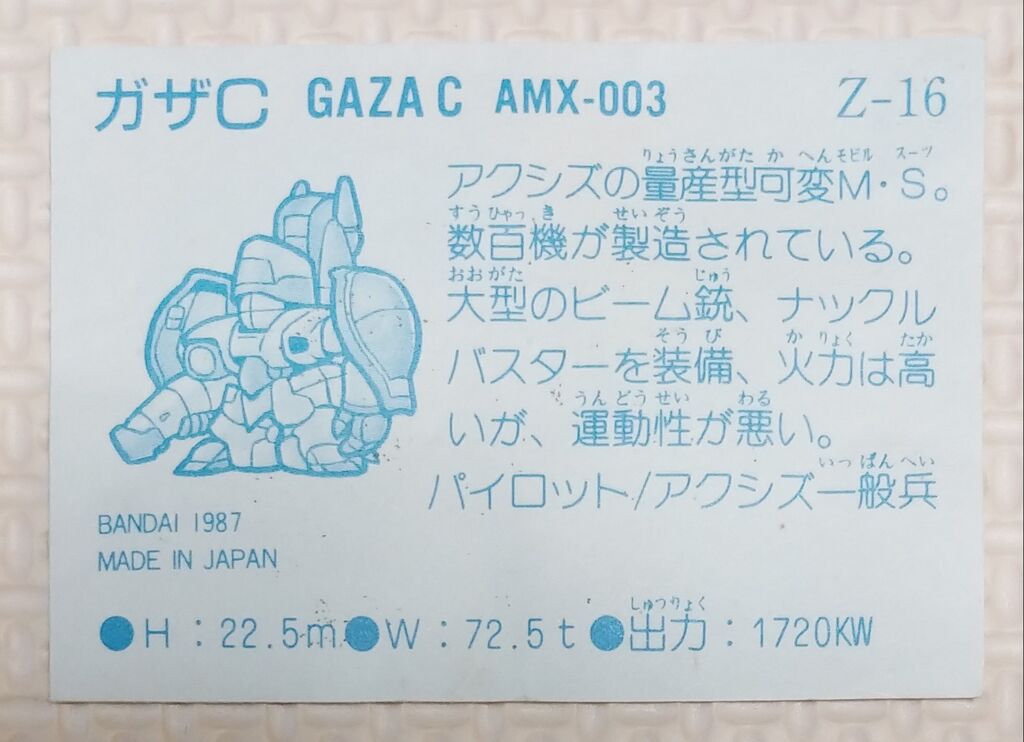 ガザC GAZA C AMX-003 Z-16
りょうさんがた か へん モビル スーツ
アクシズの量産型可変M・S。
すうひゃっき せいぞう
数百機が製造されている。
おおがた じゅう
大型のビーム銃、ナックル
そうび かりょく たか
バスターを装備、火力は高
うんどうせい わる
いが、運動性が悪い。
いっぱんへい
パイロット/アクシズ一般兵
BANDAI 1987
MADE IN JAPAN
しゅつりょく
●H:22.5m●W:72.5t●出力:1720KW